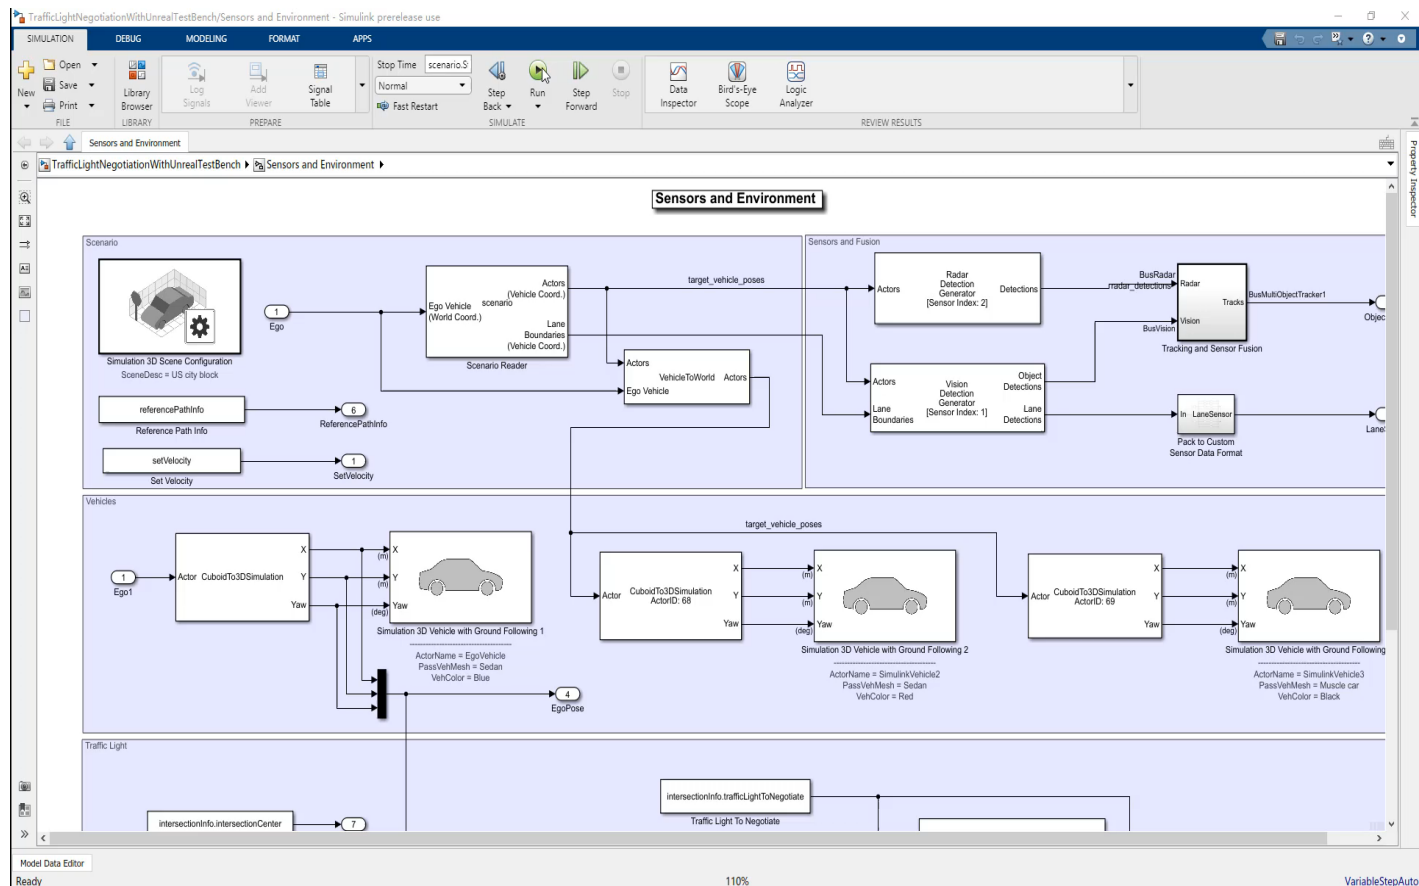 TrafficLightNegotiationWithUnrealTestBench/Sensors and Environment - Simulink prerelease use
SIMULATION DEBUG MODELING FORMAT APPS
New
Open
Save
Print
FILE
Library Browser
LIBRARY
Log Signals
Add Viewer
Signal Table
PREPARE
Stop Time scenario.S
Normal
Fast Restart
Step Back
Run
Step Forward
Stop
SIMULATE
Data Inspector
Bird's-Eye Scope
Logic Analyzer
REVIEW RESULTS
Sensors and Environment
TrafficLightNegotiationWithUnrealTestBench Sensors and Environment
Property Inspector
Sensors and Environment
Scenario
Simulation 3D Scene Configuration
SceneDesc = US city block
referencePathInfo
Reference Path Info
setVelocity
Set Velocity
1
Ego
6
ReferencePathInfo
1
SetVelocity
Ego Vehicle
(World Coord.)
scenario
Actors
(Vehicle Coord.)
Lane
Boundaries
(Vehicle Coord.)
Scenario Reader
target_vehicle_poses
Actors
Ego Vehicle
VehicleToWorld
Actors
Sensors and Fusion
Actors
Radar
Detection
Generator
[Sensor Index: 2]
Detections
BusRadar
Radar
Vision
BusVision
Tracks
Tracking and Sensor Fusion
BusMultiObjectTracker1
Objec
Actors
Lane
Boundaries
Vision
Detection
Generator
[Sensor Index: 1]
Object
Detections
Lane
Detections
In LaneSensor
Pack to Custom
Sensor Data Format
Vehicles
1
Ego1
Actor CuboidTo3DSimulation
X
Y
Yaw
X
(m)
Y
(m)
Yaw
(deg)
Simulation 3D Vehicle with Ground Following 1
ActorName = EgoVehicle
PassVehMesh = Sedan
VehColor = Blue
4
EgoPose
target_vehicle_poses
Actor
CuboidTo3DSimulation
ActorID: 68
X
Y
Yaw
X
(m)
Y
(m)
Yaw
(deg)
Simulation 3D Vehicle with Ground Following 2
ActorName = SimulinkVehicle2
PassVehMesh = Sedan
VehColor = Red
Actor
CuboidTo3DSimulation
ActorID: 69
X
Y
Yaw
X
(m)
Y
(m)
Yaw
(deg)
Simulation 3D Vehicle with Ground Following
ActorName = SimulinkVehicle3
PassVehMesh = Muscle car
VehColor = Black
Traffic Light
intersectionInfo.trafficLightToNegotiate
Traffic Light To Negotiate
intersectionInfo.intersectionCenter
7
Model Data Editor
Ready
110%
VariableStepAuto